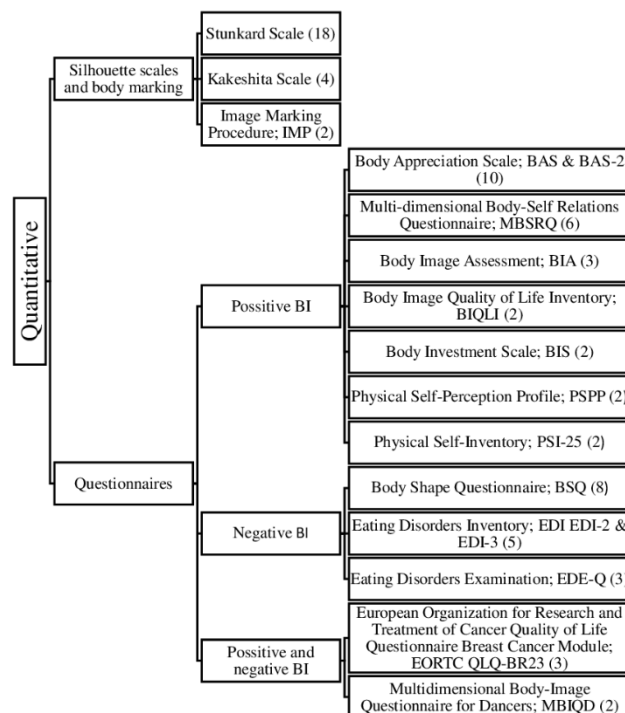 Quantitative
Silhouette scales
and body marking
Stunkard Scale (18)
Kakeshita Scale (4)
Image Marking
Procedure; IMP (2)
Questionnaires
Possitive BI
Body Appreciation Scale; BAS & BAS-2
(10)
Multi-dimensional Body-Self Relations
Questionnaire; MBSRQ (6)
Body Image Assessment; BIA (3)
Body Image Quality of Life Inventory;
BIQLI (2)
Body Investment Scale; BIS (2)
Physical Self-Perception Profile; PSPP (2)
Physical Self-Inventory; PSI-25 (2)
Negative BI
Body Shape Questionnaire; BSQ (8)
Eating Disorders Inventory; EDI EDI-2 &
EDI-3 (5)
Eating Disorders Examination; EDE-Q (3)
Possitive and
negative BI
European Organization for Research and
Treatment of Cancer Quality of Life
Questionnaire Breast Cancer Module;
EORTC QLQ-BR23 (3)
Multidimensional Body-Image
Questionnaire for Dancers; MBIQD (2)